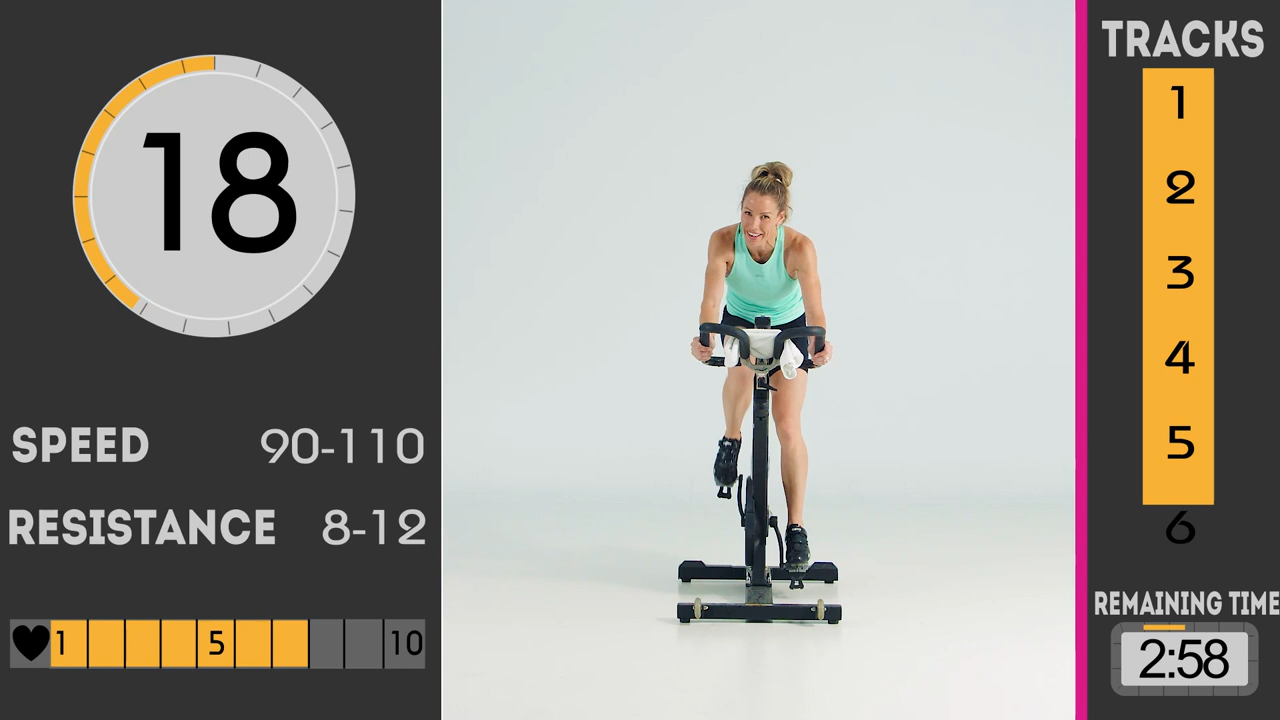 18
SPEED 90-110
RESISTANCE 8-12
1 5 10
TRACKS
1
2
3
4
5
6
REMAINING TIME
2:58